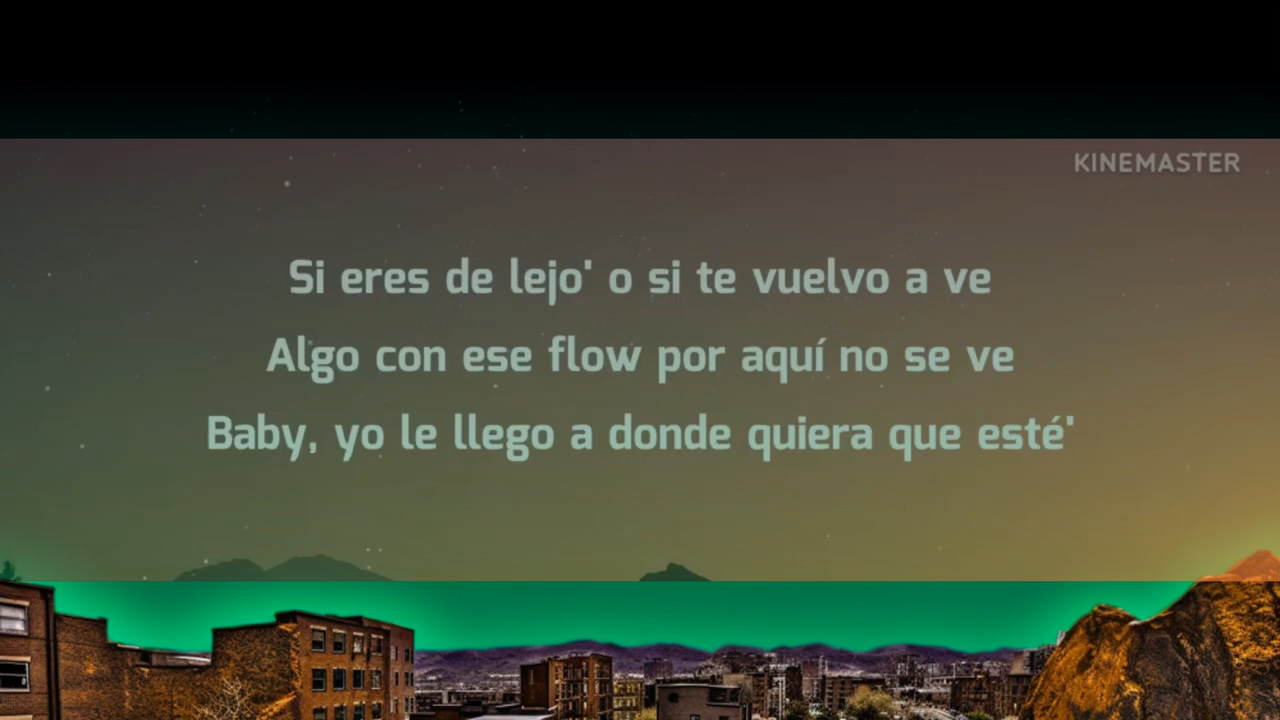 KINEMASTER
Si eres de lejo' o si te vuelvo a ve
Algo con ese flow por aquí no se ve
Baby, yo le llego a donde quiera que esté'